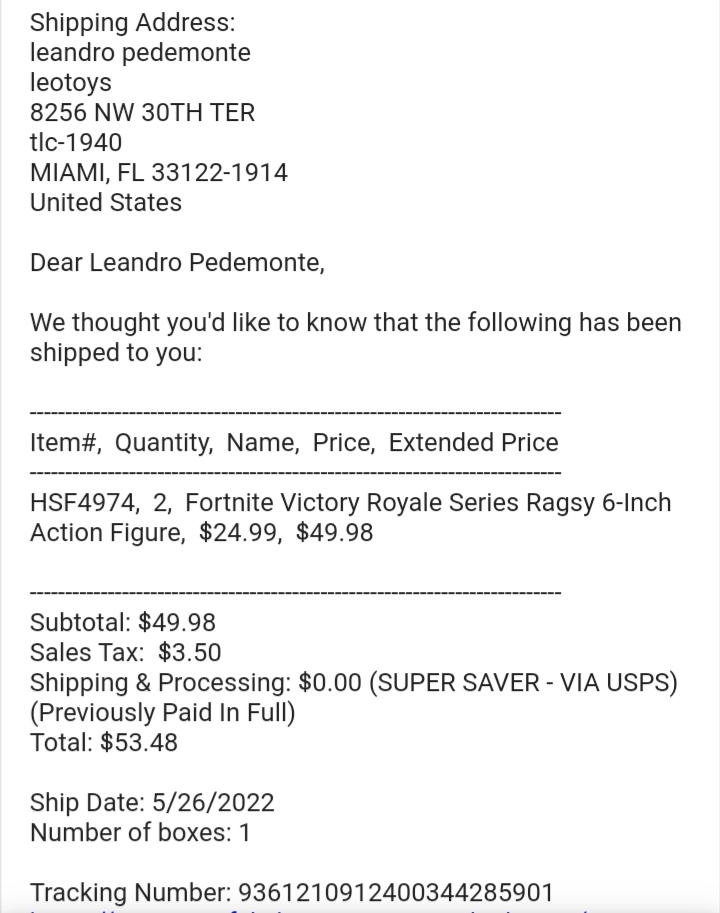 Shipping Address:
leandro pedemonte
leotoys
8256 NW 30TH TER
tlc-1940
MIAMI, FL 33122-1914
United States
Dear Leandro Pedemonte,
We thought you'd like to know that the following has been
shipped to you:
---------------------------------------------------------------------------
Item#,  Quantity,  Name,  Price,  Extended Price
---------------------------------------------------------------------------
HSF4974,  2,  Fortnite Victory Royale Series Ragsy 6-Inch
Action Figure,  $24.99,  $49.98
---------------------------------------------------------------------------
Subtotal: $49.98
Sales Tax:  $3.50
Shipping & Processing: $0.00 (SUPER SAVER - VIA USPS)
(Previously Paid In Full)
Total: $53.48
Ship Date: 5/26/2022
Number of boxes: 1
Tracking Number: 9361210912400344285901